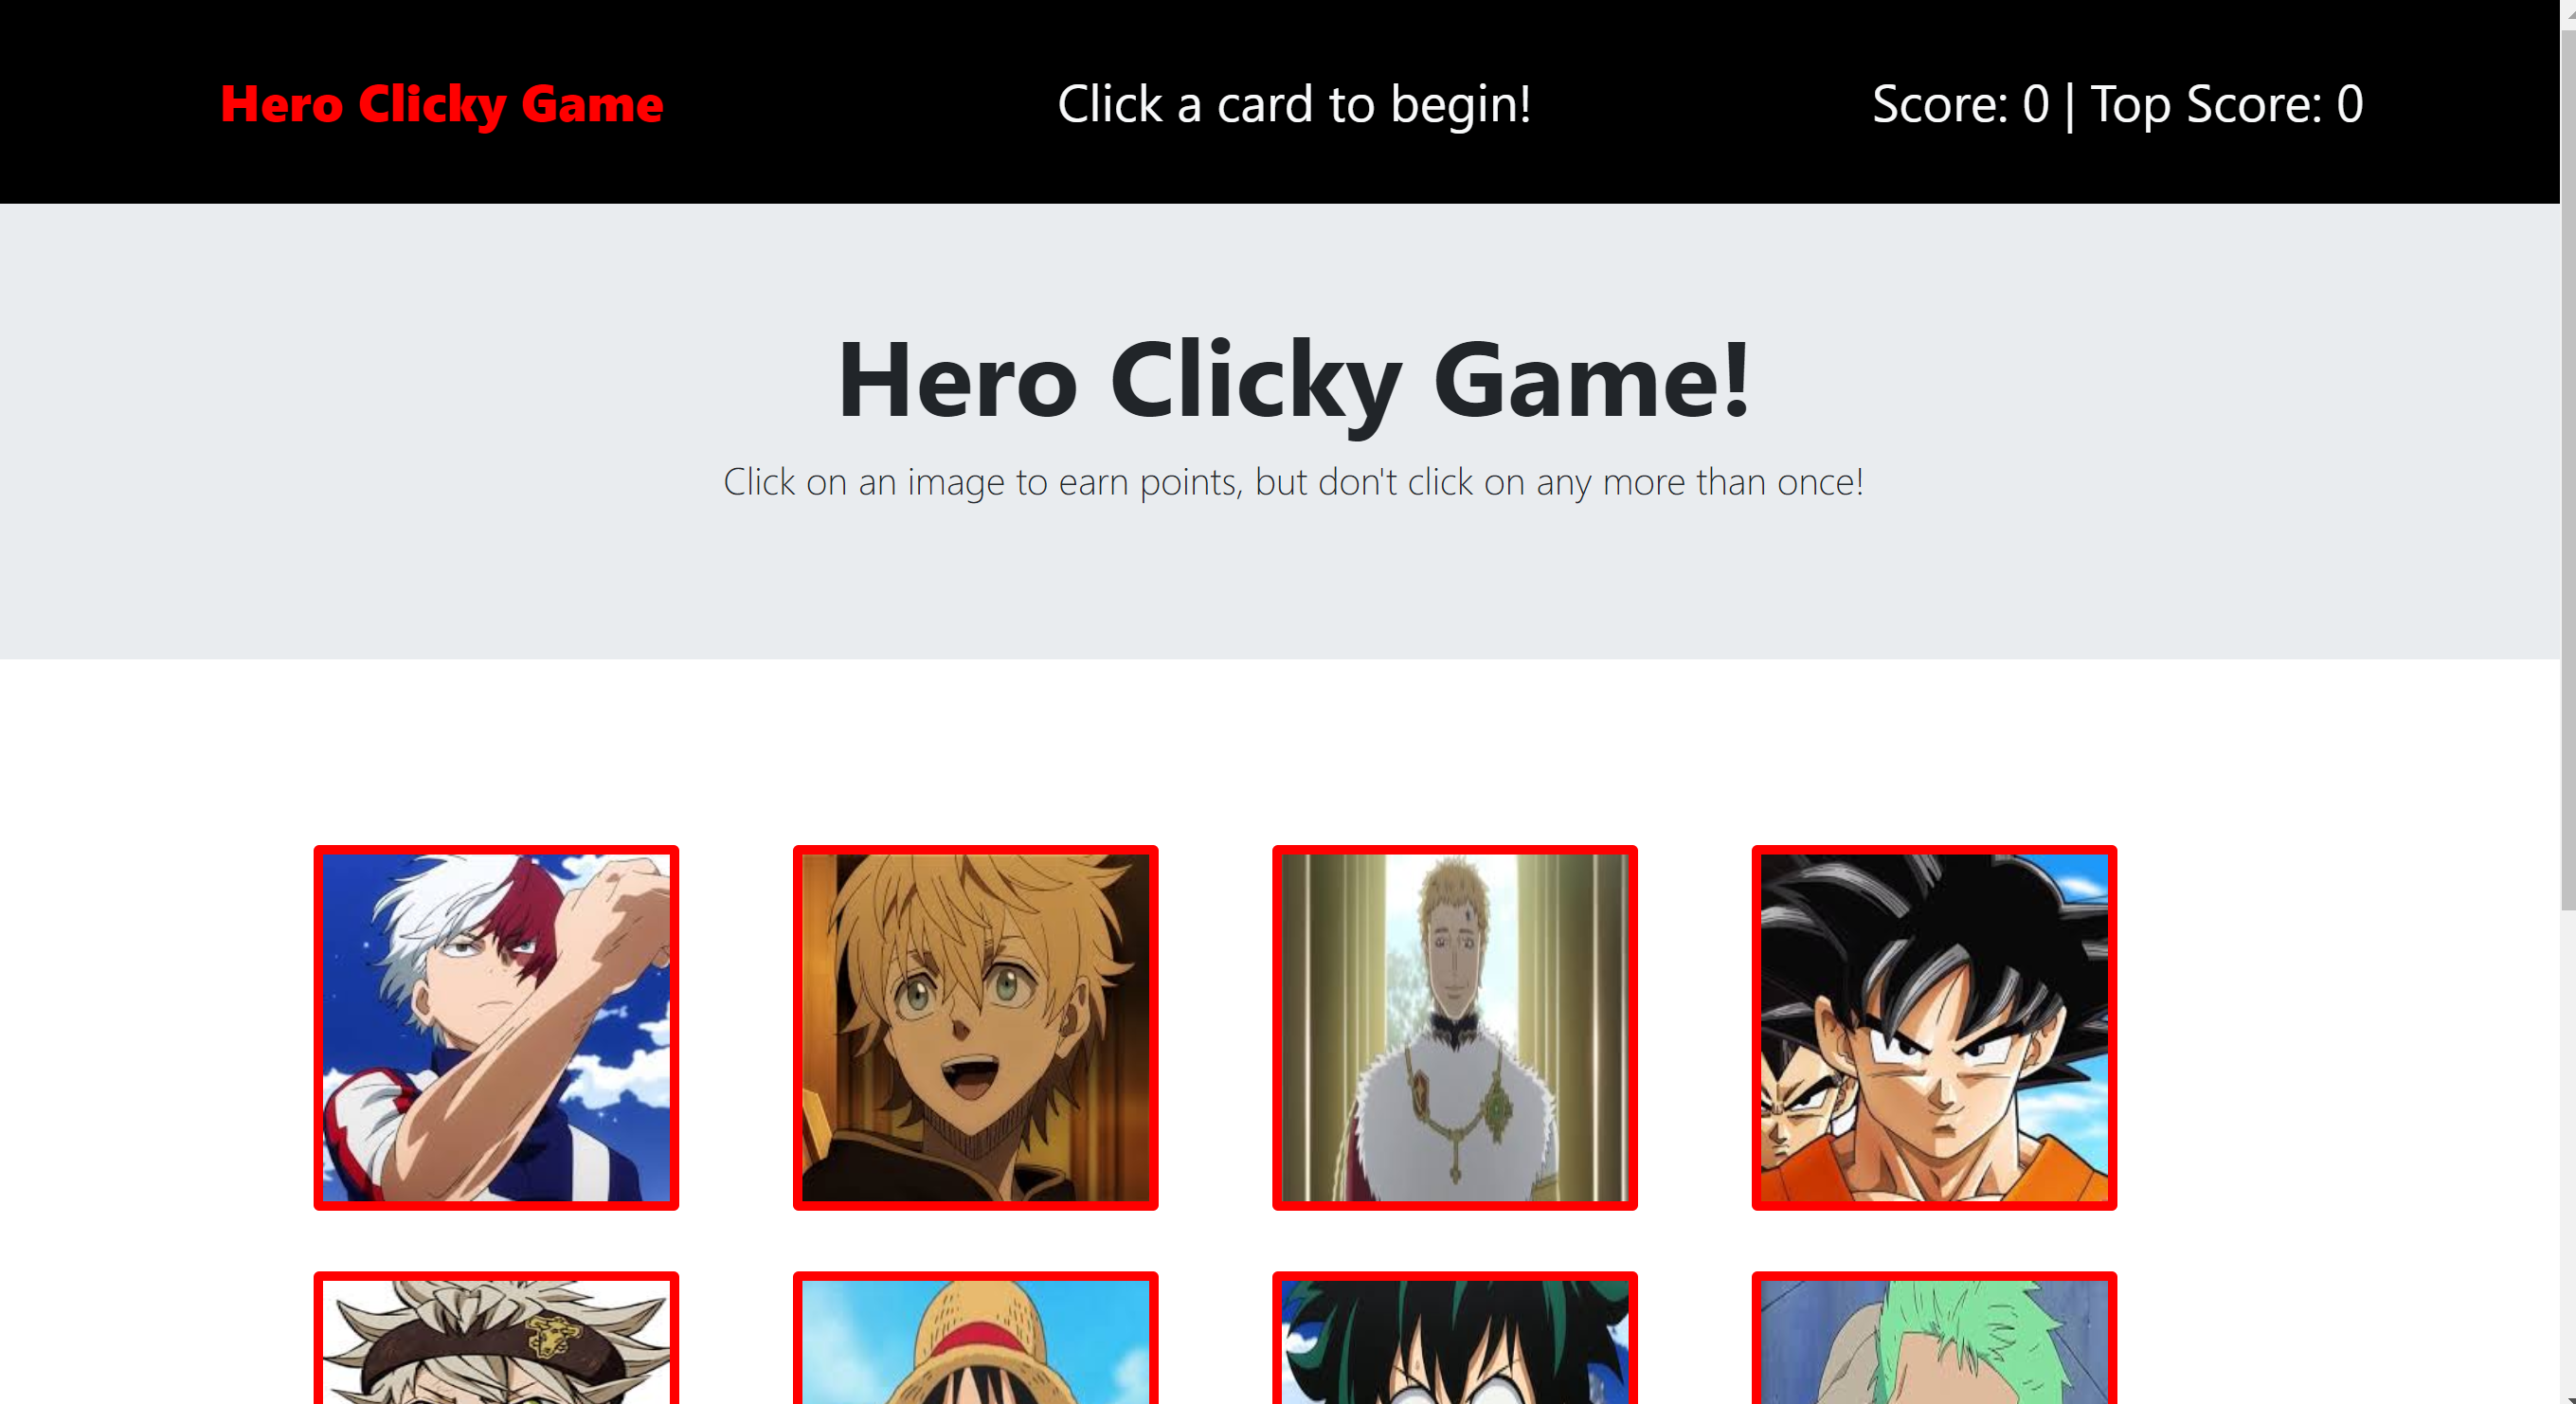 Hero Clicky Game
Click a card to begin!
Score: 0 | Top Score: 0
Hero Clicky Game!
Click on an image to earn points, but don't click on any more than once!